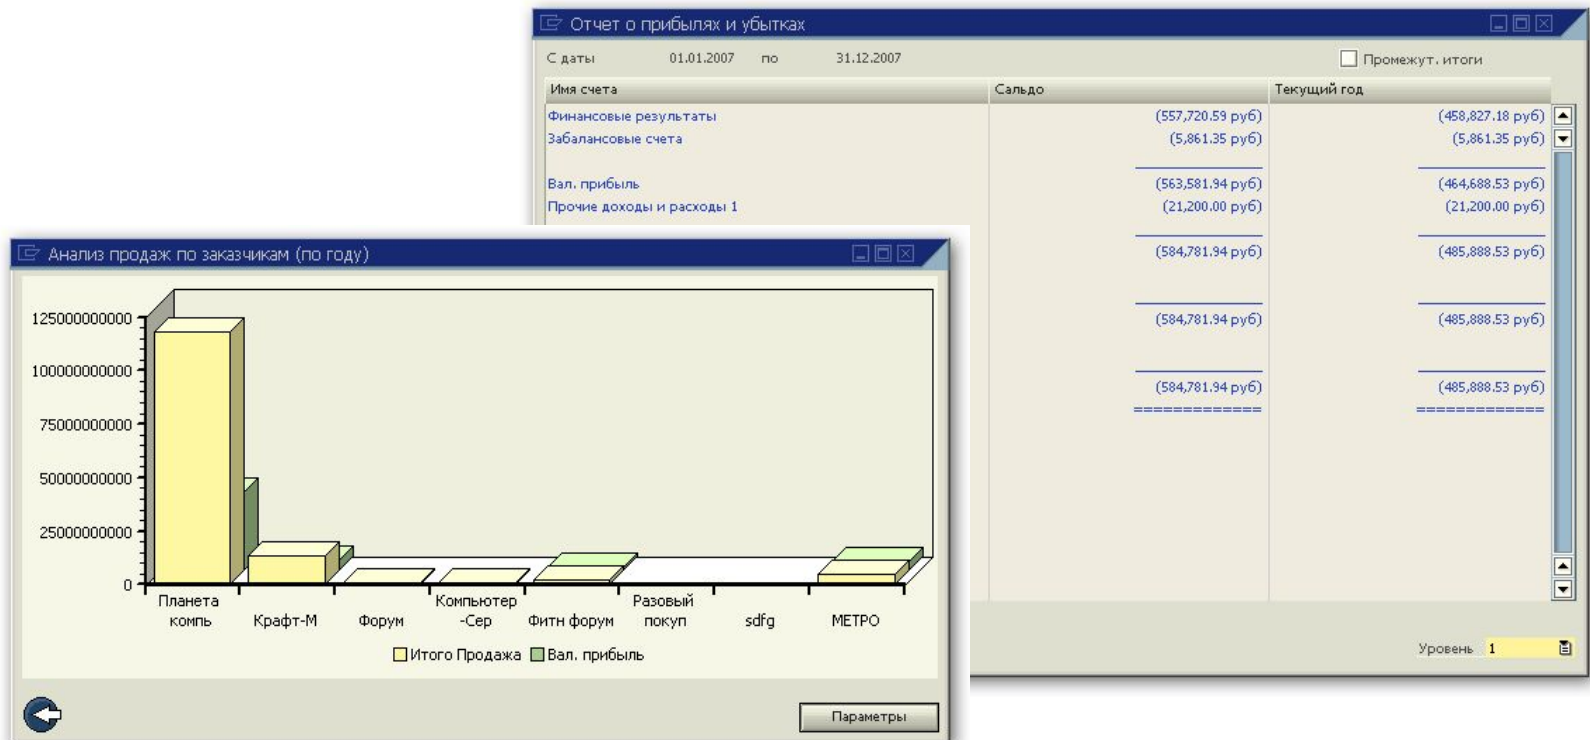 Отчет о прибылях и убытках
С даты 01.01.2007 по 31.12.2007 Промежут. итоги
Имя счета Сальдо Текущий год
Финансовые результаты (557,720.59 руб) (458,827.18 руб)
Забалансовые счета (5,861.35 руб) (5,861.35 руб)
Вал. прибыль (563,581.94 руб) (464,688.53 руб)
Прочие доходы и расходы 1 (21,200.00 руб) (21,200.00 руб)
(584,781.94 руб) (485,888.53 руб)
(584,781.94 руб) (485,888.53 руб)
(584,781.94 руб) (485,888.53 руб)
============= =============
Уровень 1
Анализ продаж по заказчикам (по году)
125000000000
100000000000
75000000000
50000000000
25000000000
0
Планета Компьютер Разовый
компь Крафт-М Форум -Сер Фитн форум покуп sdfg МЕТРО
Итого Продажа Вал. прибыль
Параметры